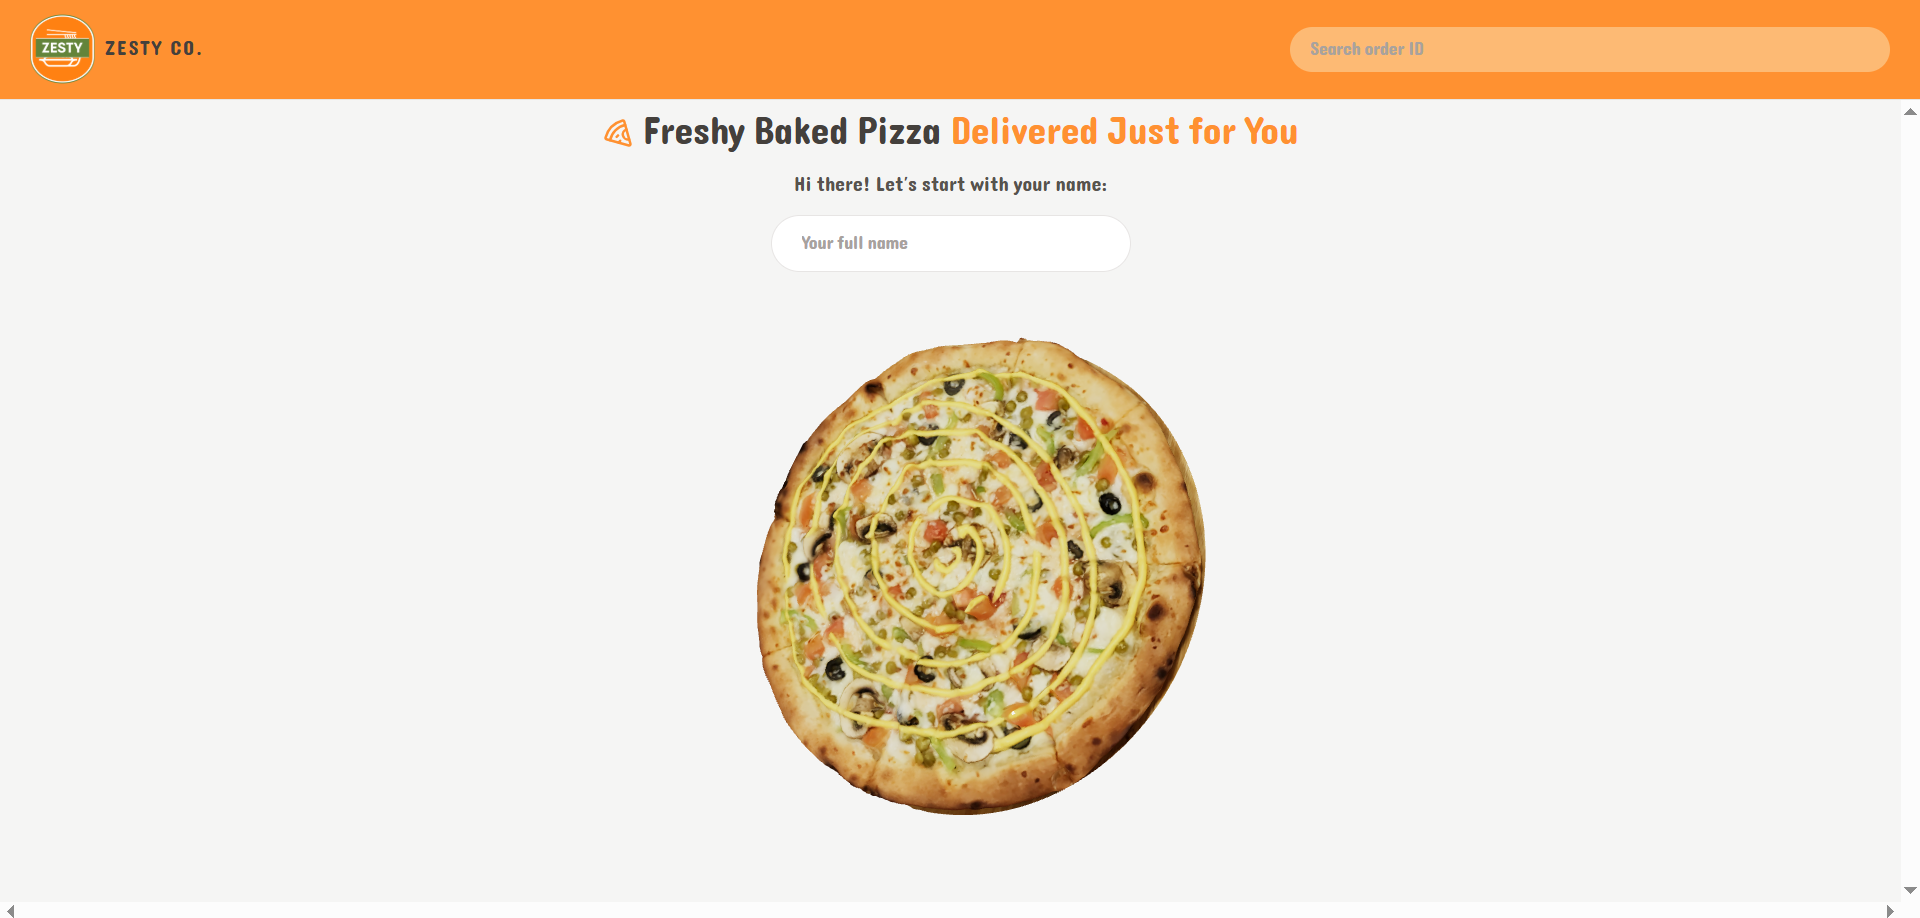 ZESTY
ZESTY CO.
Search order ID
Freshy Baked Pizza Delivered Just for You
Hi there! Let's start with your name:
Your full name